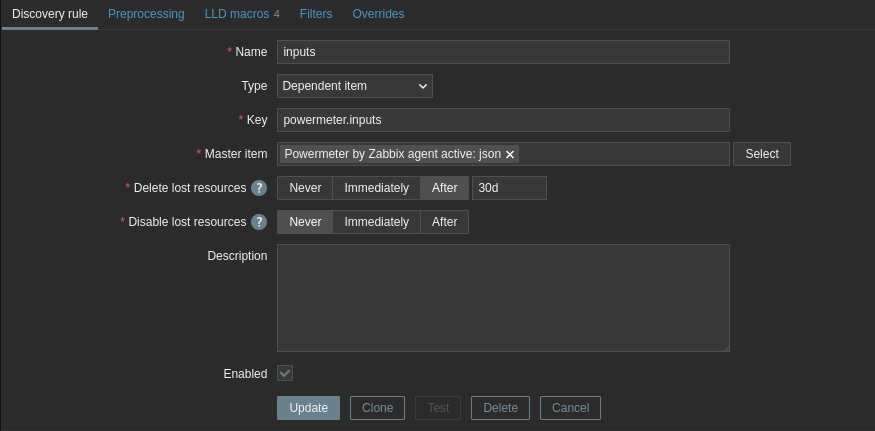 Discovery rule Preprocessing LLD macros 4 Filters Overrides
* Name inputs
Type Dependent item
* Key powermeter.inputs
* Master item Powermeter by Zabbix agent active: json Select
* Delete lost resources ? Never Immediately After 30d
* Disable lost resources ? Never Immediately After
Description
Enabled
Update Clone Test Delete Cancel